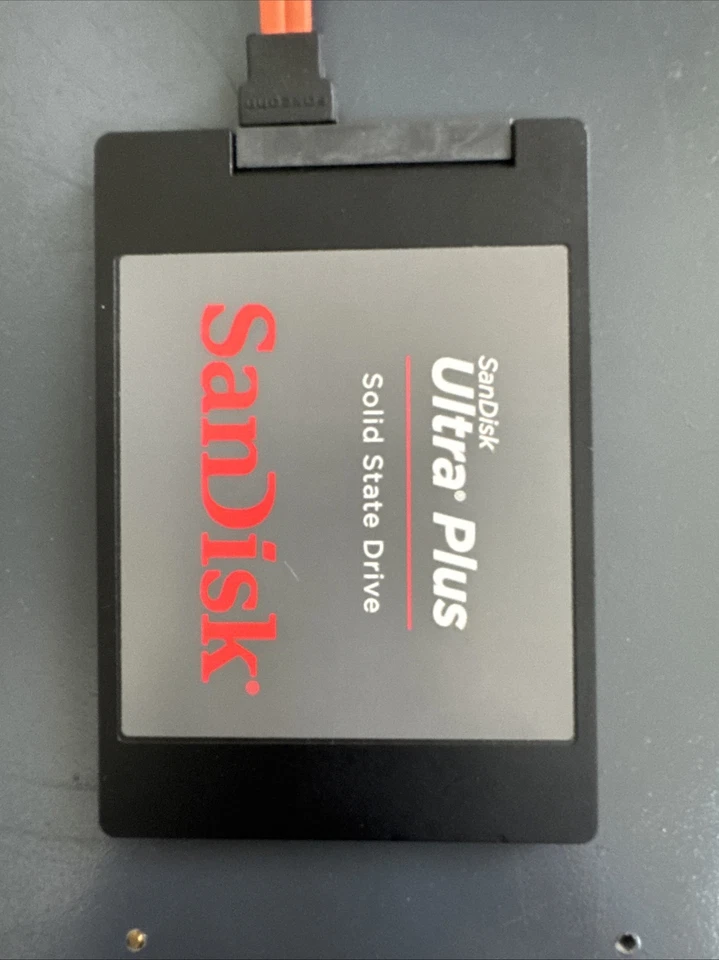 SanDisk
Ultra® Plus
Solid State Drive
SanDisk®